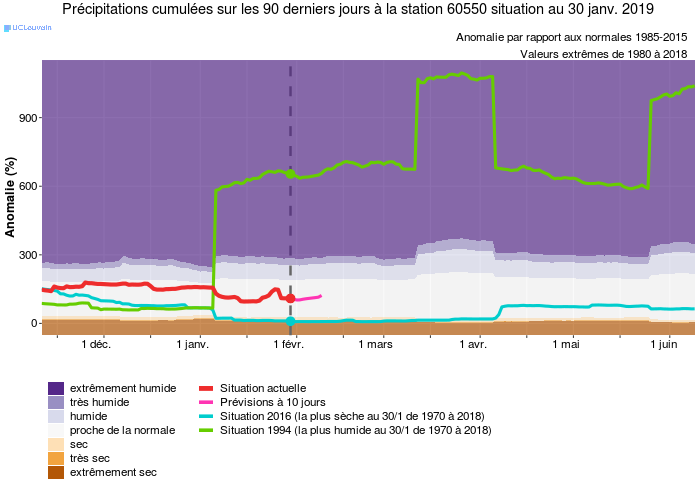 Précipitations cumulées sur les 90 derniers jours à la station 60550 situation au 30 janv. 2019
UCLouvain
Anomalie par rapport aux normales 1985-2015
Valeurs extrêmes de 1980 à 2018
Anomalie (%)
900
600
300
0
1 déc. 1 janv. 1 févr. 1 mars 1 avr. 1 mai 1 juin
extrêmement humide
très humide
humide
proche de la normale
sec
très sec
extrêmement sec
Situation actuelle
Prévisions à 10 jours
Situation 2016 (la plus sèche au 30/1 de 1970 à 2018)
Situation 1994 (la plus humide au 30/1 de 1970 à 2018)